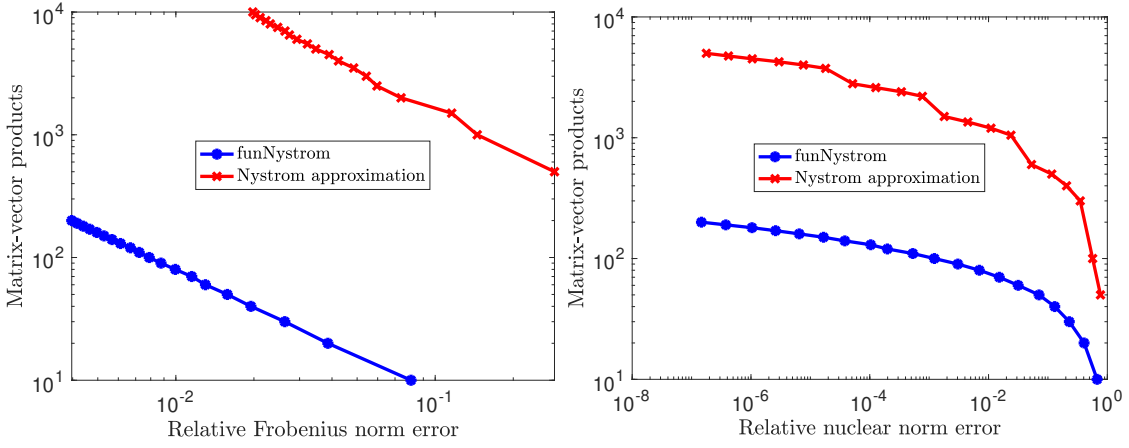 Matrix-vector products
10^4
10^3
10^2
10^1
funNystrom
Nystrom approximation
10^-2
10^-1
Relative Frobenius norm error
Matrix-vector products
10^4
10^3
10^2
10^1
funNystrom
Nystrom approximation
10^-8
10^-6
10^-4
10^-2
10^0
Relative nuclear norm error